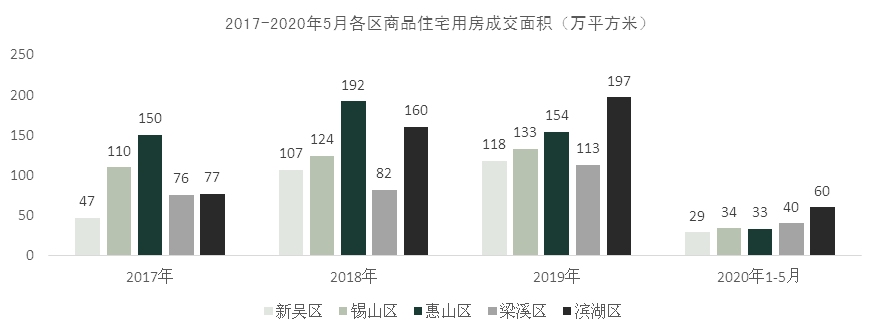 2017-2020年5月各区商品住宅用房成交面积（万平方米）
250
200
150
100
50
0
47 110 150 76 77
107 124 192 82 160
118 133 154 113 197
29 34 33 40 60
2017年 2018年 2019年 2020年1-5月
新吴区 锡山区 惠山区 梁溪区 滨湖区